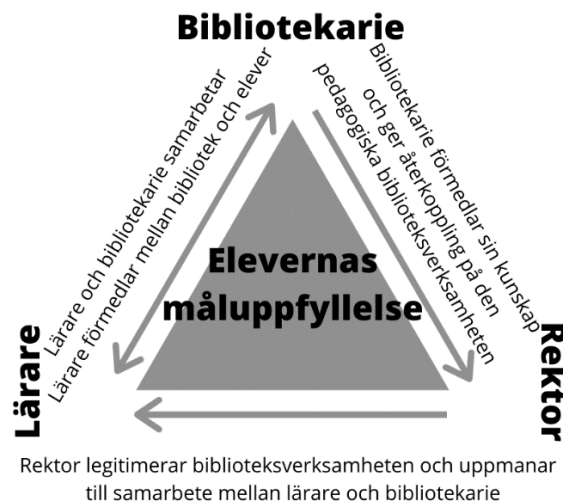 Bibliotekarie
Lärare och bibliotekarie samarbetar
Lärare förmedlar mellan bibliotek och elever
Bibliotekarie förmedlar sin kunskap
och ger återkoppling på den
pedagogiska biblioteksverksamheten
Elevernas
måluppfyllelse
Lärare
Rektor
Rektor legitimerar biblioteksverksamheten och uppmanar
till samarbete mellan lärare och bibliotekarie